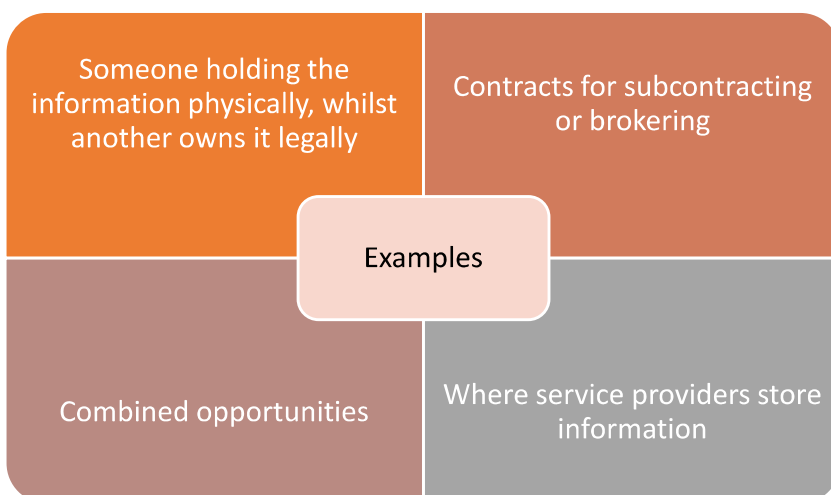 Someone holding the
information physically, whilst
another owns it legally
Contracts for subcontracting
or brokering
Examples
Combined opportunities
Where service providers store
information